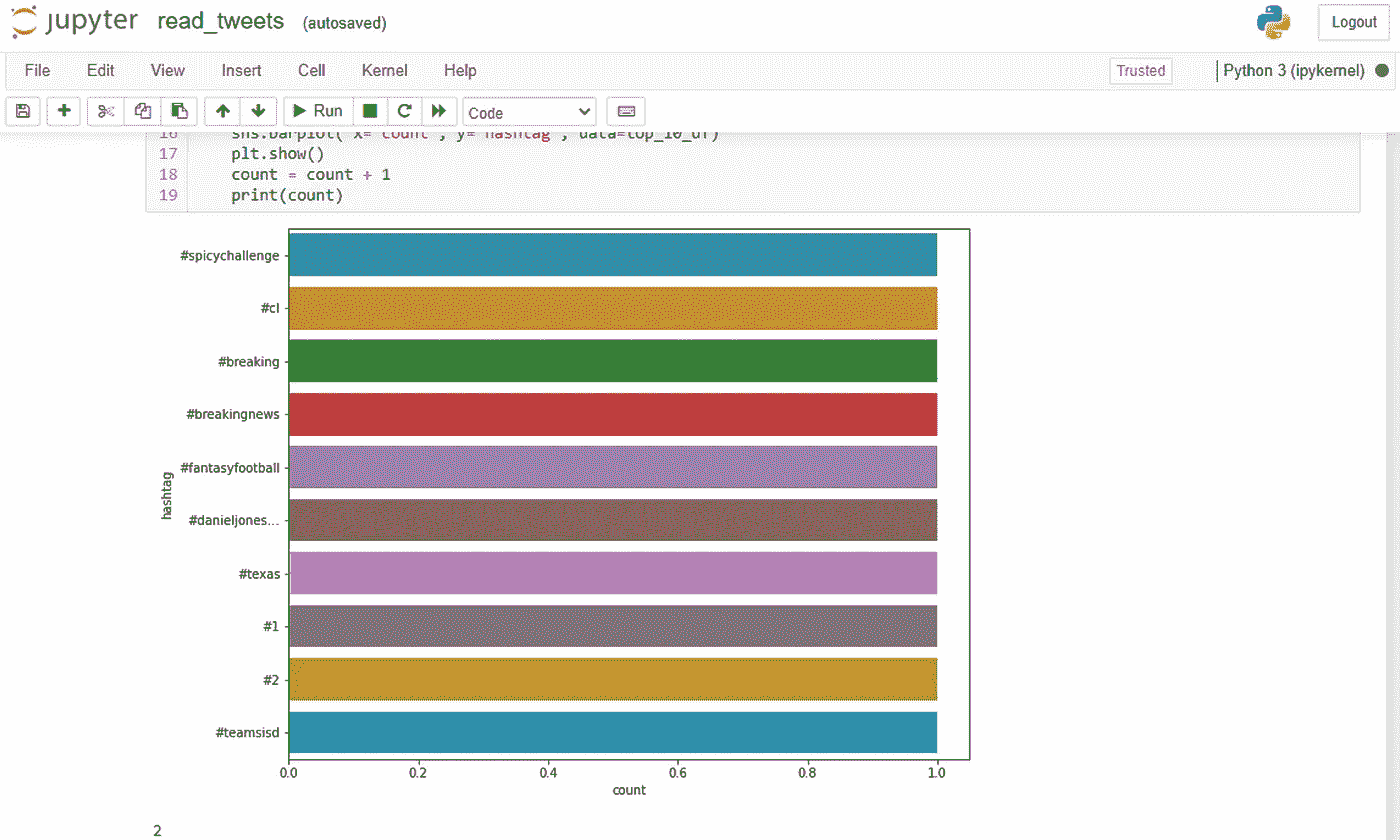 jupyter read_tweets (autosaved) Logout
File Edit View Insert Cell Kernel Help Trusted Python 3 (ipykernel)
Run Code
16 sns.barplot( x="count", y="hashtag", data=top_10_df)
17 plt.show()
18 count = count + 1
19 print(count)
#spicychallenge
#cl
#breaking
#breakingnews
#fantasyfootball
#danieljones...
#texas
#1
#2
#teamsisd
hashtag
0.0 0.2 0.4 0.6 0.8 1.0
count
2